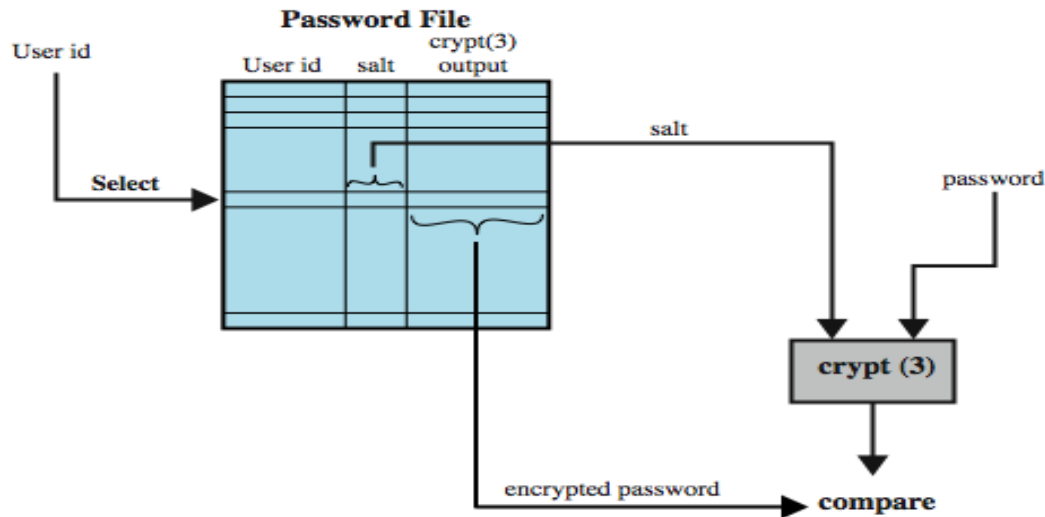 Password File
User id
crypt(3)
User id salt output
salt
Select
password
crypt (3)
encrypted password
compare